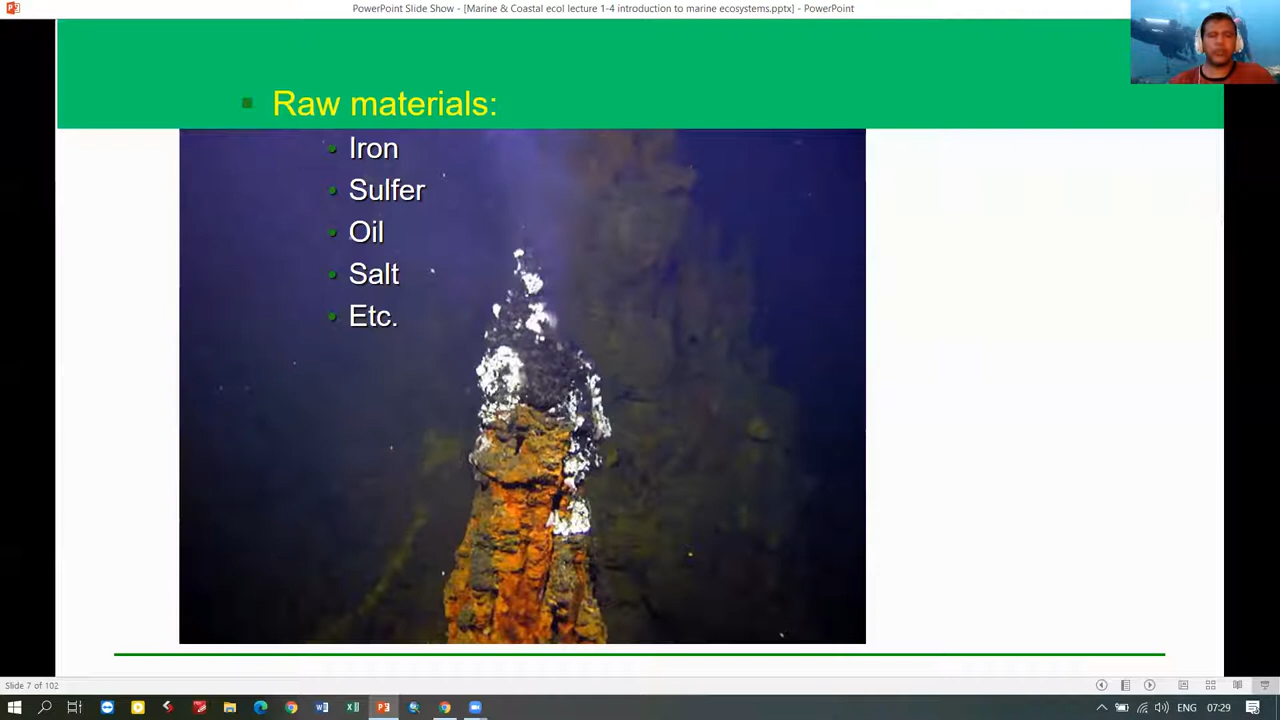 PowerPoint Slide Show - [Marine & Coastal ecol lecture 1-4 introduction to marine ecosystems.pptx] - PowerPoint
Raw materials:
Iron
Sulfer
Oil
Salt
Etc.
Slide 7 of 102
ENG 07:29